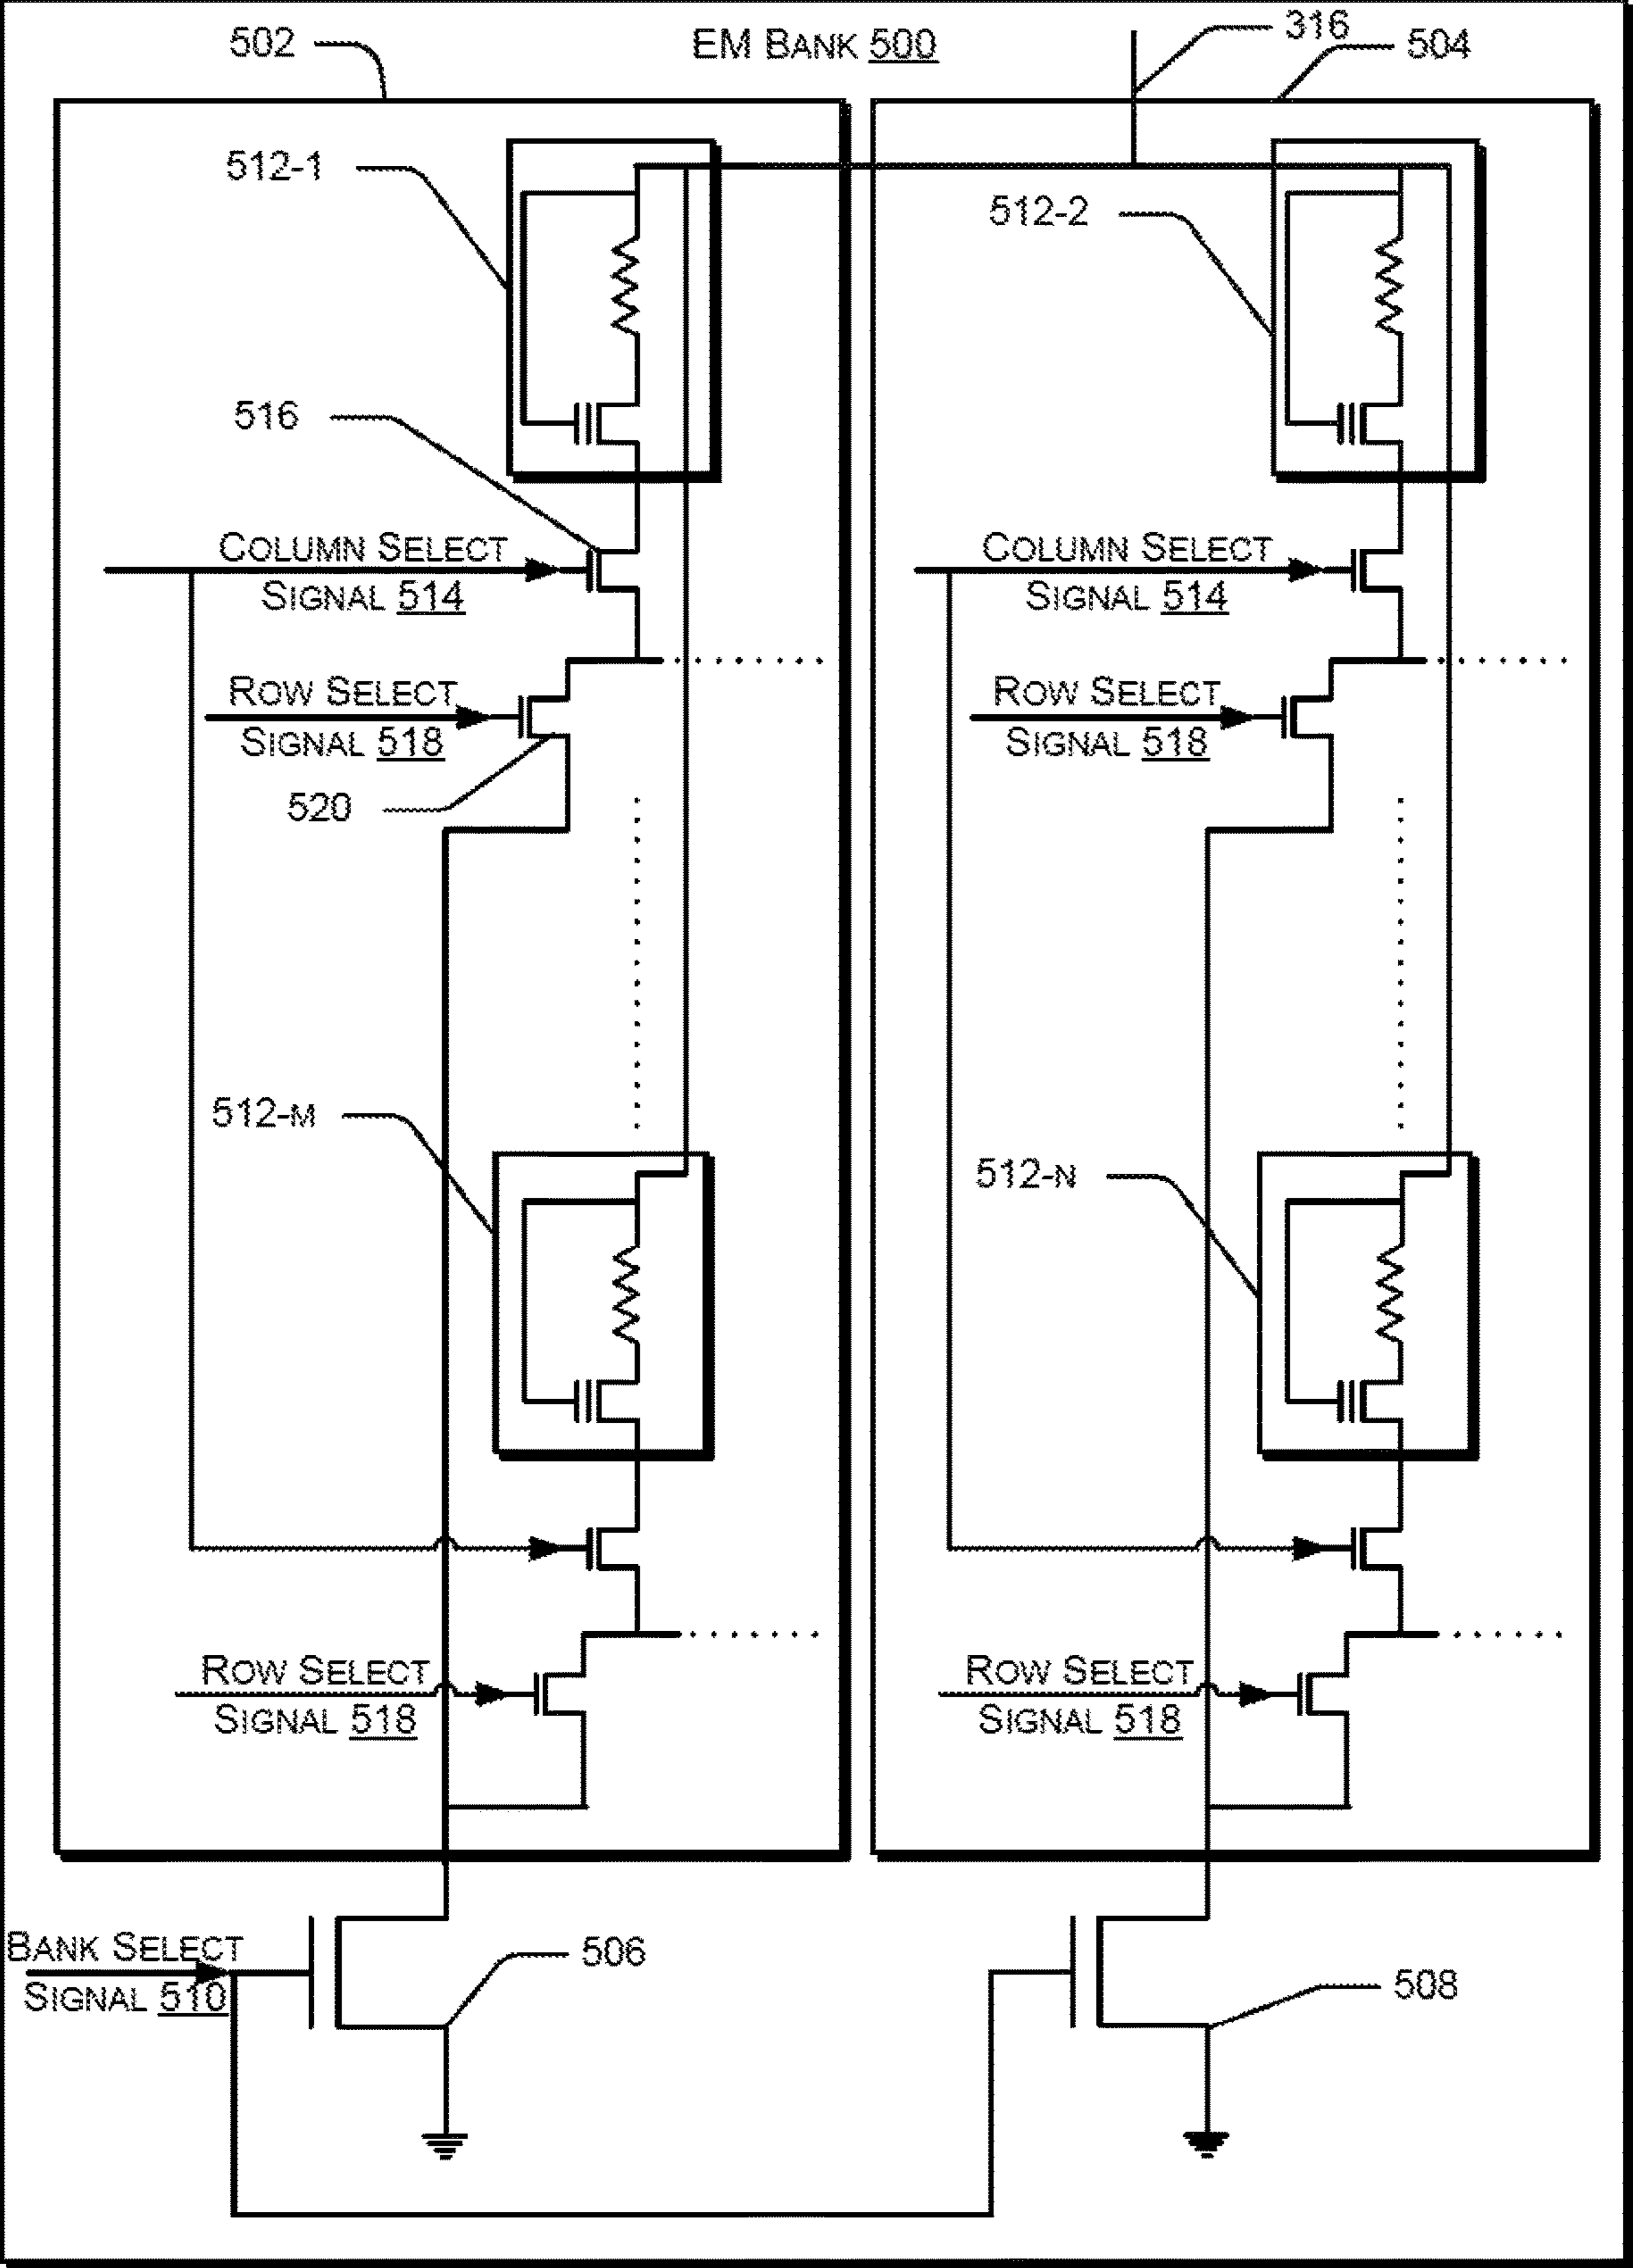 502
EM BANK 500
316
504
512-1
512-2
516
COLUMN SELECT
SIGNAL 514
COLUMN SELECT
SIGNAL 514
ROW SELECT
SIGNAL 518
ROW SELECT
SIGNAL 518
520
512-M
512-N
ROW SELECT
SIGNAL 518
ROW SELECT
SIGNAL 518
BANK SELECT
SIGNAL 510
506
508